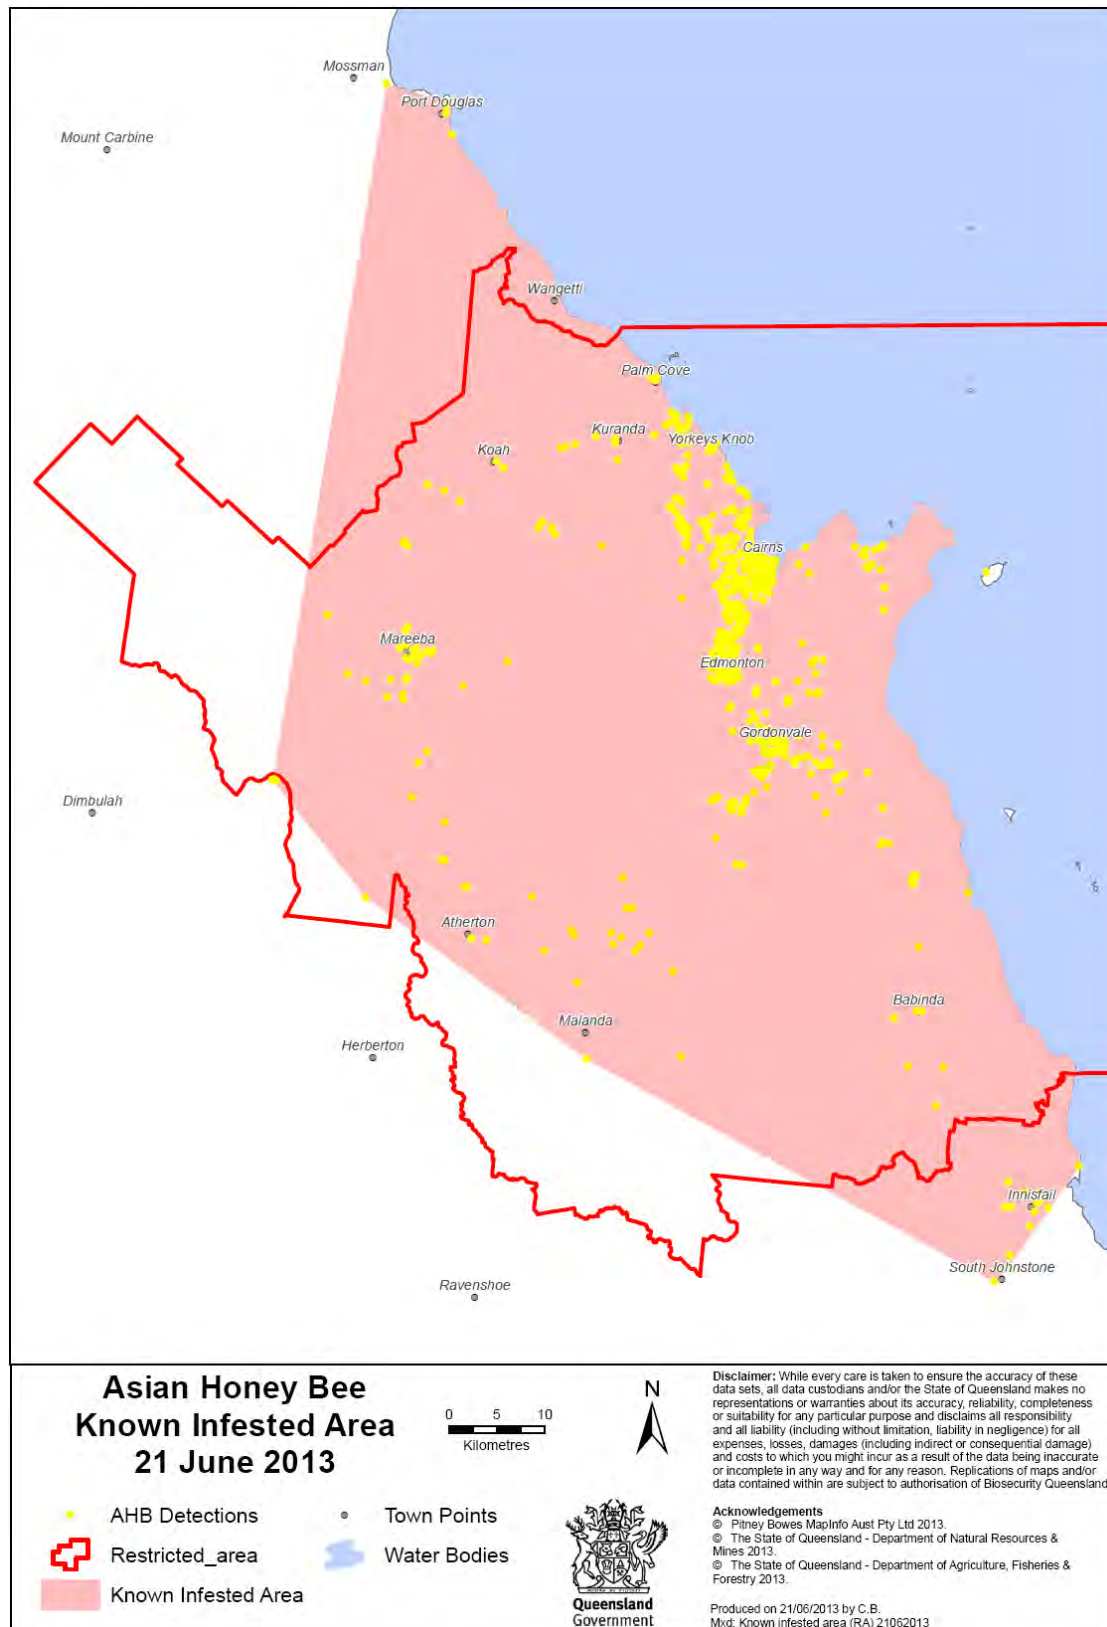 Mossman
Port Douglas
Mount Carbine
Wangetti
Palm Cove
Kuranda
Yorkeys Knob
Koah
Cairns
Mareeba
Edmonton
Gordonvale
Dimbulah
Atherton
Babinda
Malanda
Herberton
Innisfail
South Johnstone
Ravenshoe
Asian Honey Bee
Known Infested Area
21 June 2013
0 5 10
Kilometres
N
AHB Detections
Town Points
Restricted_area
Water Bodies
Known Infested Area
Queensland
Government
Disclaimer: While every care is taken to ensure the accuracy of these
data sets, all data custodians and/or the State of Queensland makes no
representations or warranties about its accuracy, reliability, completeness
or suitability for any particular purpose and disclaims all responsibility
and all liability (including without limitation, liability in negligence) for all
expenses, losses, damages (including indirect or consequential damage)
and costs to which you might incur as a result of the data being inaccurate
or incomplete in any way and for any reason. Replications of maps and/or
data contained within are subject to authorisation of Biosecurity Queensland
Acknowledgements
© Pitney Bowes MapInfo Aust Pty Ltd 2013.
© The State of Queensland - Department of Natural Resources &
Mines 2013.
© The State of Queensland - Department of Agriculture, Fisheries &
Forestry 2013.
Produced on 21/06/2013 by C.B.
Mxd: Known infested area (RA) 21062013